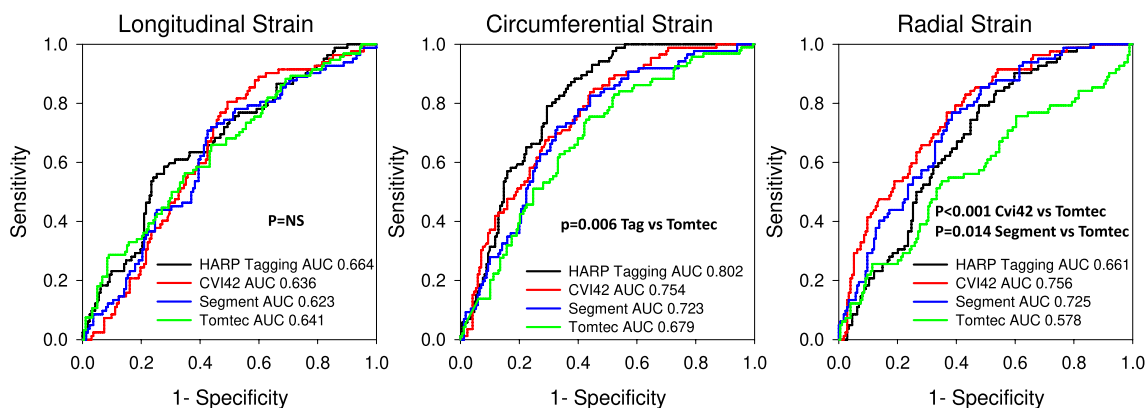 Longitudinal Strain
1.0
0.8
0.6
0.4
0.2
0.0
Sensitivity
P=NS
HARP Tagging AUC 0.664
CVI42 AUC 0.636
Segment AUC 0.623
Tomtec AUC 0.641
0.0 0.2 0.4 0.6 0.8 1.0
1- Specificity
Circumferential Strain
1.0
0.8
0.6
0.4
0.2
0.0
Sensitivity
p=0.006 Tag vs Tomtec
HARP Tagging AUC 0.802
CVI42 AUC 0.754
Segment AUC 0.723
Tomtec AUC 0.679
0.0 0.2 0.4 0.6 0.8 1.0
1- Specificity
Radial Strain
1.0
0.8
0.6
0.4
0.2
0.0
Sensitivity
P<0.001 Cvi42 vs Tomtec
P=0.014 Segment vs Tomtec
HARP Tagging AUC 0.661
CVI42 AUC 0.756
Segment AUC 0.725
Tomtec AUC 0.578
0.0 0.2 0.4 0.6 0.8 1.0
1- Specificity